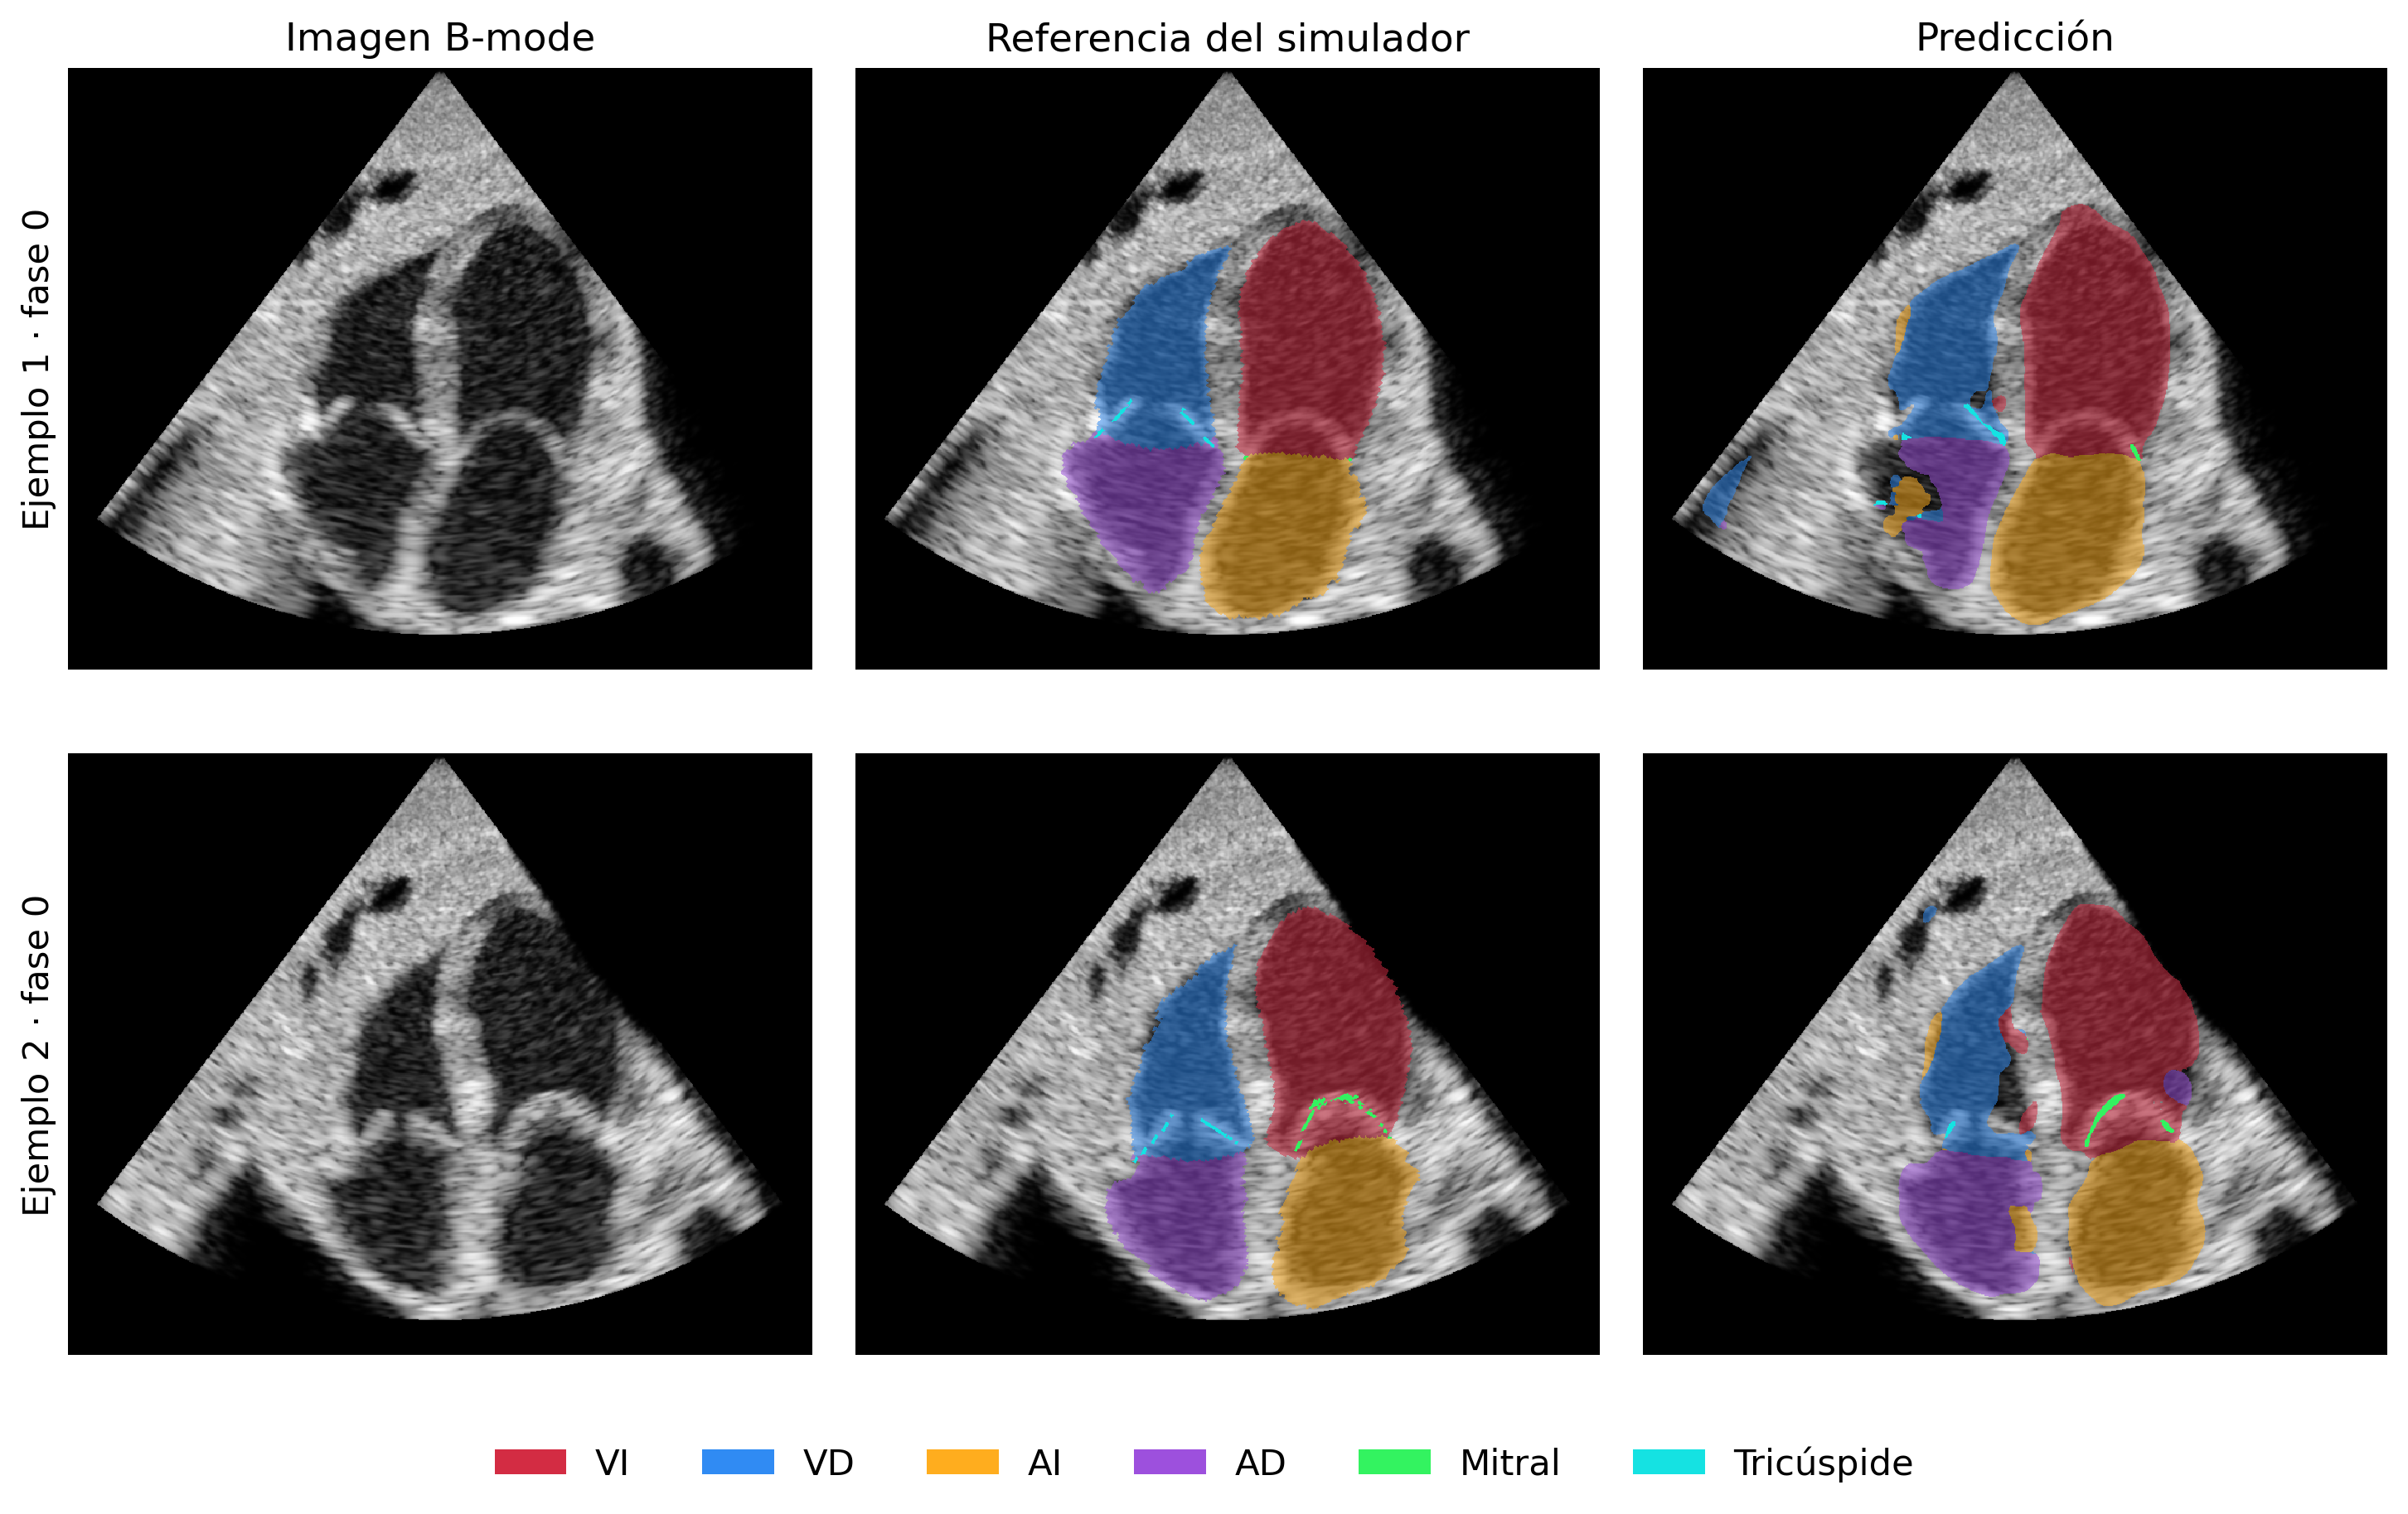 Imagen B-mode
Referencia del simulador
Predicción
Ejemplo 1 · fase 0
Ejemplo 2 · fase 0
VI
VD
AI
AD
Mitral
Tricúspide